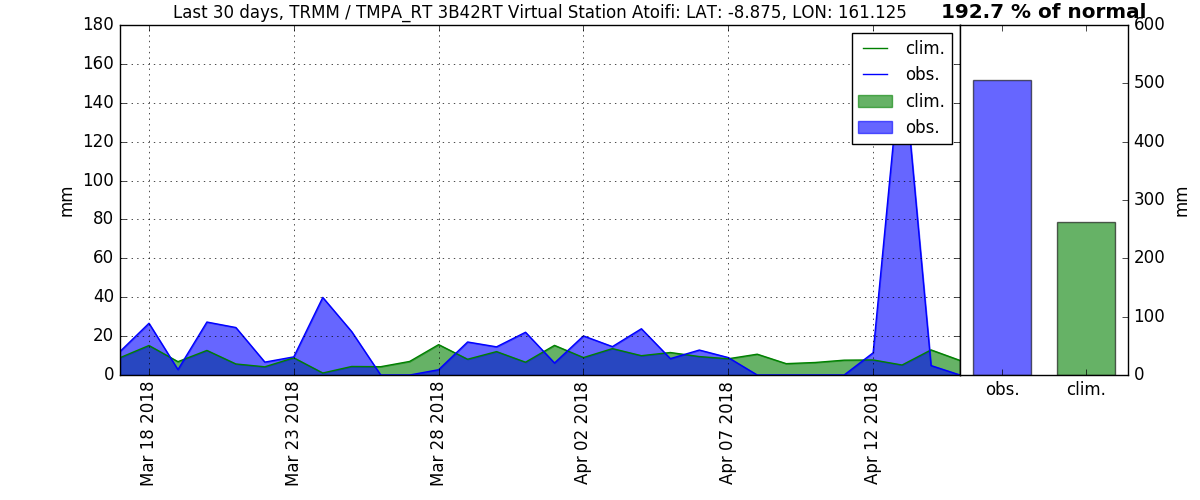 Last 30 days, TRMM / TMPA_RT 3B42RT Virtual Station Atoifi: LAT: -8.875, LON: 161.125
192.7 % of normal
180
160
140
120
100
80
60
40
20
0
mm
clim.
obs.
clim.
obs.
600
500
400
300
200
100
0
mm
Mar 18 2018
Mar 23 2018
Mar 28 2018
Apr 02 2018
Apr 07 2018
Apr 12 2018
obs.
clim.